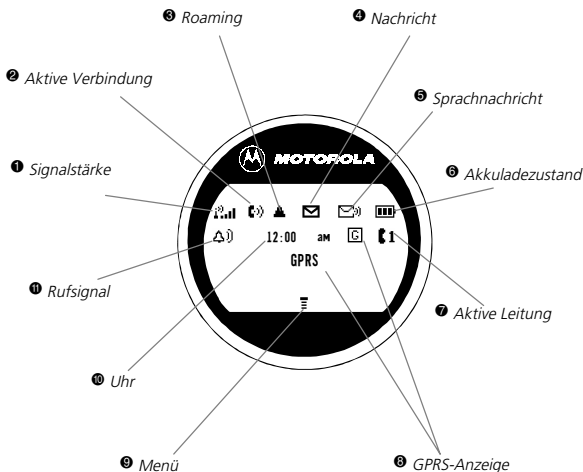 ❸ Roaming
❹ Nachricht
❷ Aktive Verbindung
❺ Sprachnachricht
MOTOROLA
❶ Signalstärke
❻ Akkuladezustand
12:00 AM G 1
GPRS
⓫ Rufsignal
❼ Aktive Leitung
❿ Uhr
❾ Menü
❽ GPRS-Anzeige